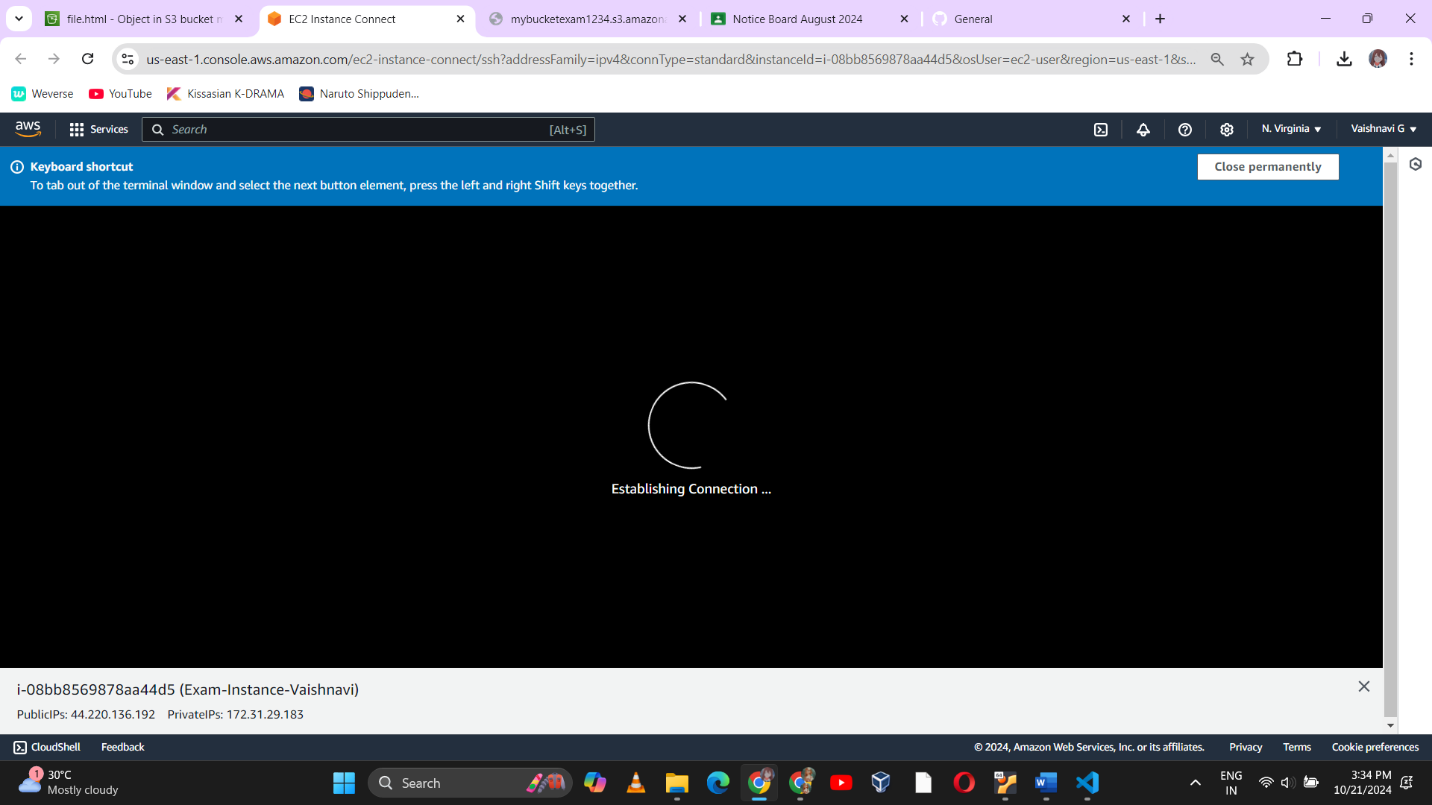 file.html - Object in S3 bucket m
EC2 Instance Connect
mybucketexam1234.s3.amazona
Notice Board August 2024
General
us-east-1.console.aws.amazon.com/ec2-instance-connect/ssh?addressFamily=ipv4&connType=standard&instanceId=i-08bb8569878aa44d5&osUser=ec2-user&region=us-east-1&s...
Weverse
YouTube
Kissasian K-DRAMA
Naruto Shippuden...
aws
Services
Search
[Alt+S]
N. Virginia
Vaishnavi G
Keyboard shortcut
To tab out of the terminal window and select the next button element, press the left and right Shift keys together.
Close permanently
Establishing Connection ...
i-08bb8569878aa44d5 (Exam-Instance-Vaishnavi)
PublicIPs: 44.220.136.192 PrivateIPs: 172.31.29.183
CloudShell
Feedback
© 2024, Amazon Web Services, Inc. or its affiliates.
Privacy
Terms
Cookie preferences
1
30°C
Mostly cloudy
Search
ENG
IN
3:34 PM
10/21/2024